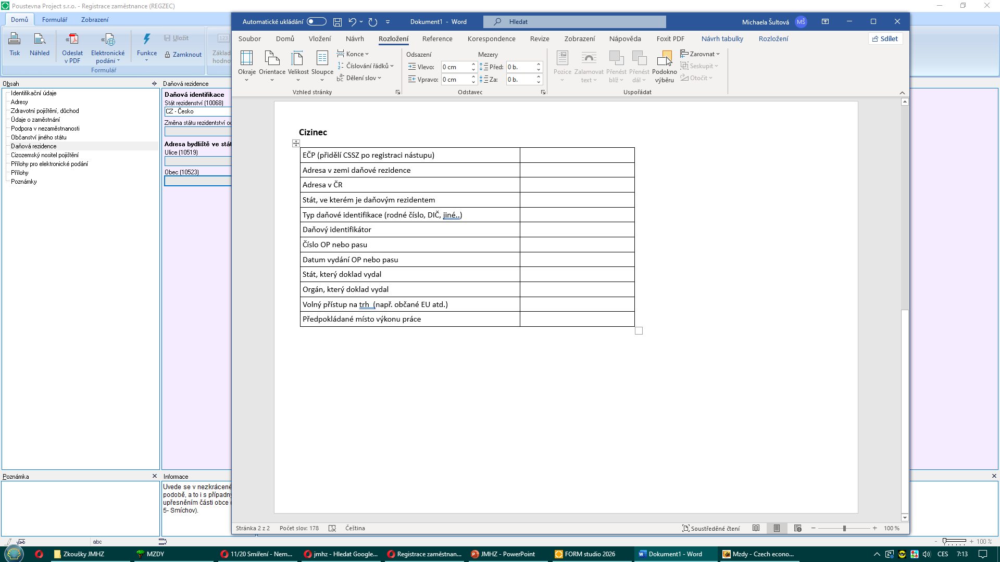 Poustevna Project s.r.o. - Registrace zaměstnance (REGZEC)
Domů Formulář Zobrazení
Tisk Náhled Odeslat v PDF Elektronické podání Funkce Uložit Zamknout Základ hodnot
Formulář
Obsah
Identifikační údaje
Adresy
Zdravotní pojištění, důchod
Údaje o zaměstnání
Podpora v nezaměstnanosti
Občanství jiného státu
Daňová rezidence
Cizozemský nositel pojištění
Přílohy pro elektronické podání
Přílohy
Poznámky
Daňová rezidence
Daňová identifikace
Stát rezidenství (10068)
CZ - Česko
Změna státu rezidentství od
Adresa bydliště ve stát
Ulice (10519)
Obec (10523)
Poznámka
Informace
Uvede se v nezkrácené
podobě, a to i s případný
upřesněním části obce (
5- Smíchov).
abc
100 %
Automatické ukládání
Dokument1 - Word
Hledat
Michaela Šultová MŠ
Soubor Domů Vložení Návrh Rozložení Reference Korespondence Revize Zobrazení Nápověda Foxit PDF Návrh tabulky Rozložení Sdílet
Okraje Orientace Velikost Sloupce
Konce
Číslování řádků
Dělení slov
Vzhled stránky
Odsazení Mezery
Vlevo: 0 cm Před: 0 b.
Vpravo: 0 cm Za: 0 b.
Odstavec
Pozice Zalamovat text Přenést blíž Přenést dál Podokno výběru
Zarovnat
Seskupit
Otočit
Uspořádat
Cizinec
EČP (přidělí CSSZ po registraci nástupu)
Adresa v zemi daňové rezidence
Adresa v ČR
Stát, ve kterém je daňovým rezidentem
Typ daňové identifikace (rodné číslo, DIČ, jiné..)
Daňový identifikátor
Číslo OP nebo pasu
Datum vydání OP nebo pasu
Stát, který doklad vydal
Orgán, který doklad vydal
Volný přístup na trh  (např. občané EU atd.)
Předpokládané místo výkonu práce
Stránka 2 z 2 Počet slov: 178 Čeština Soustředěné čtení 100 %
Zkoušky JMHZ
MZDY
11/20 Smíření - Nem...
jmhz - Hledat Google...
Registrace zaměstnan...
JMHZ - PowerPoint
FORM studio 2026
Dokument1 - Word
Mzdy - Czech econo...
CES 7:13